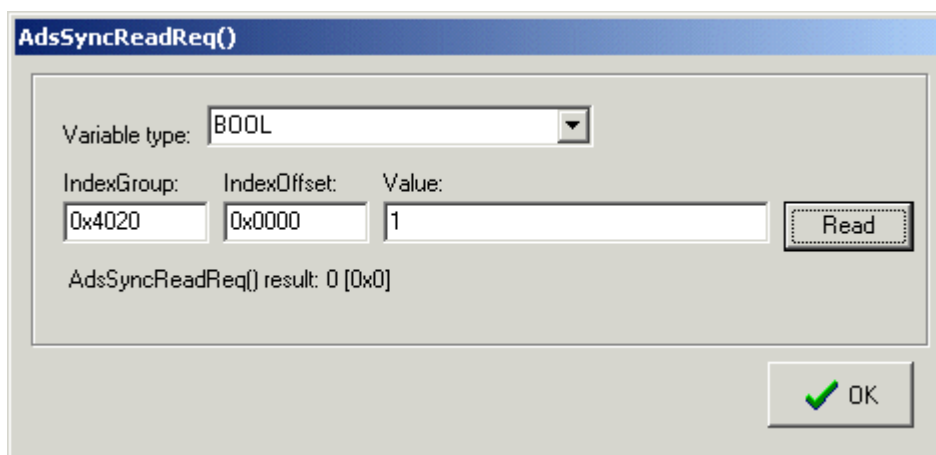 AdsSyncReadReq()
Variable type: BOOL
IndexGroup: IndexOffset: Value:
0x4020 0x0000 1 Read
AdsSyncReadReq() result: 0 [0x0]
OK